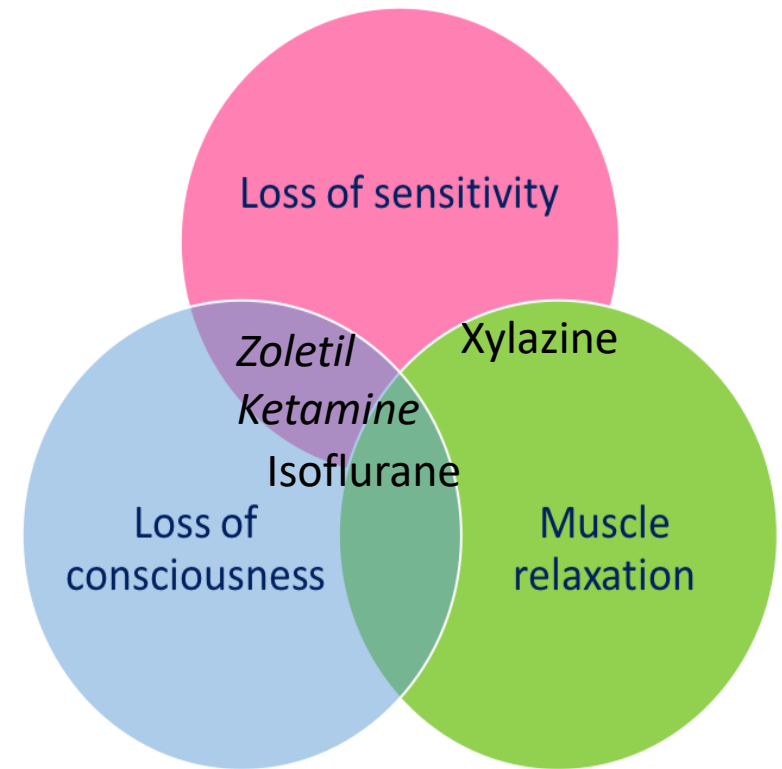 Loss of sensitivity
Zoletil
Xylazine
Ketamine
Isoflurane
Loss of
consciousness
Muscle
relaxation